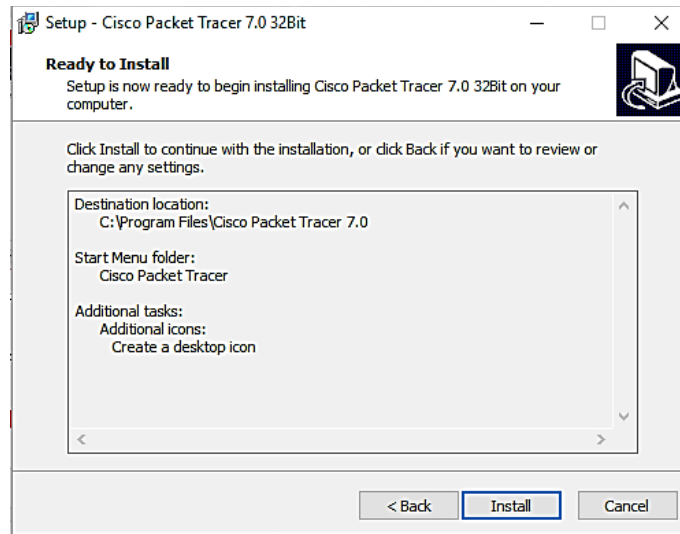 Setup - Cisco Packet Tracer 7.0 32Bit
Ready to Install
Setup is now ready to begin installing Cisco Packet Tracer 7.0 32Bit on your
computer.
Click Install to continue with the installation, or click Back if you want to review or
change any settings.
Destination location:
C:\Program Files\Cisco Packet Tracer 7.0
Start Menu folder:
Cisco Packet Tracer
Additional tasks:
Additional icons:
Create a desktop icon
< Back
Install
Cancel